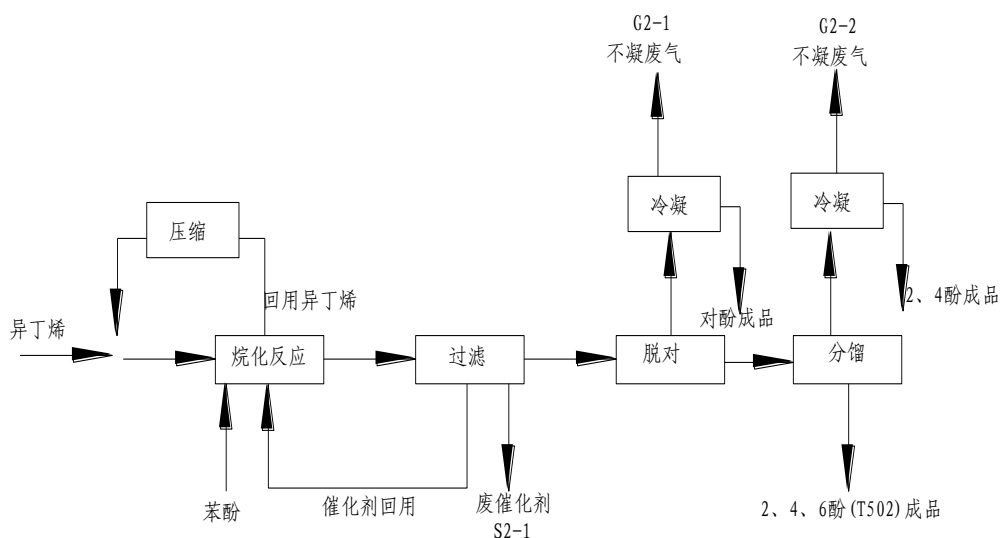 G2-1
不凝废气
G2-2
不凝废气
冷凝
冷凝
压缩
回用异丁烯
对酚成品
2、4酚成品
异丁烯
烷化反应
过滤
脱对
分馏
苯酚
催化剂回用
废催化剂
S2-1
2、4、6酚(T502)成品